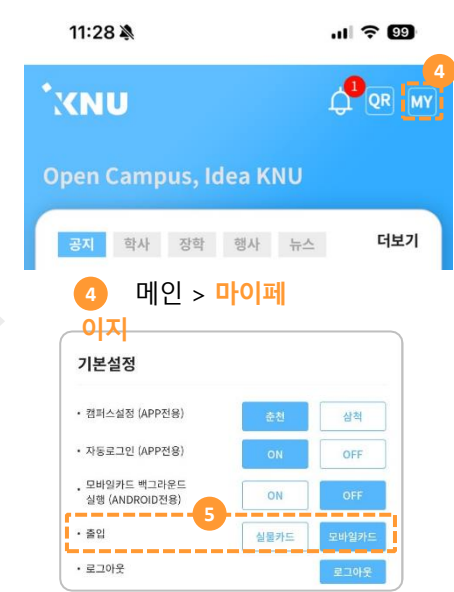 11:28
99
4
KNU
1
QR
MY
Open Campus, Idea KNU
공지 학사 장학 행사 뉴스 더보기
4 메인 > 마이페
이지
기본설정
• 캠퍼스설정 (APP전용) 춘천 삼척
• 자동로그인 (APP전용) ON OFF
• 모바일카드 백그라운드
실행 (ANDROID전용) ON OFF
5
• 출입 실물카드 모바일카드
• 로그아웃 로그아웃